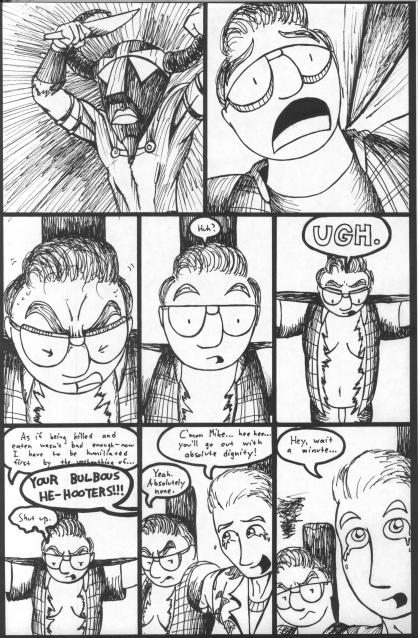 Huh?
UGH.
As if being killed and
eaten wasn't bad enough-now
I have to be humiliated
first by the unsheathing of...
YOUR BULBOUS
HE-HOOTERS!!!
Shut up.
C'mon Mike... hee hee...
you'll go out with
absolute dignity!
Yeah.
Absolutely
none.
Hey, wait
a minute...